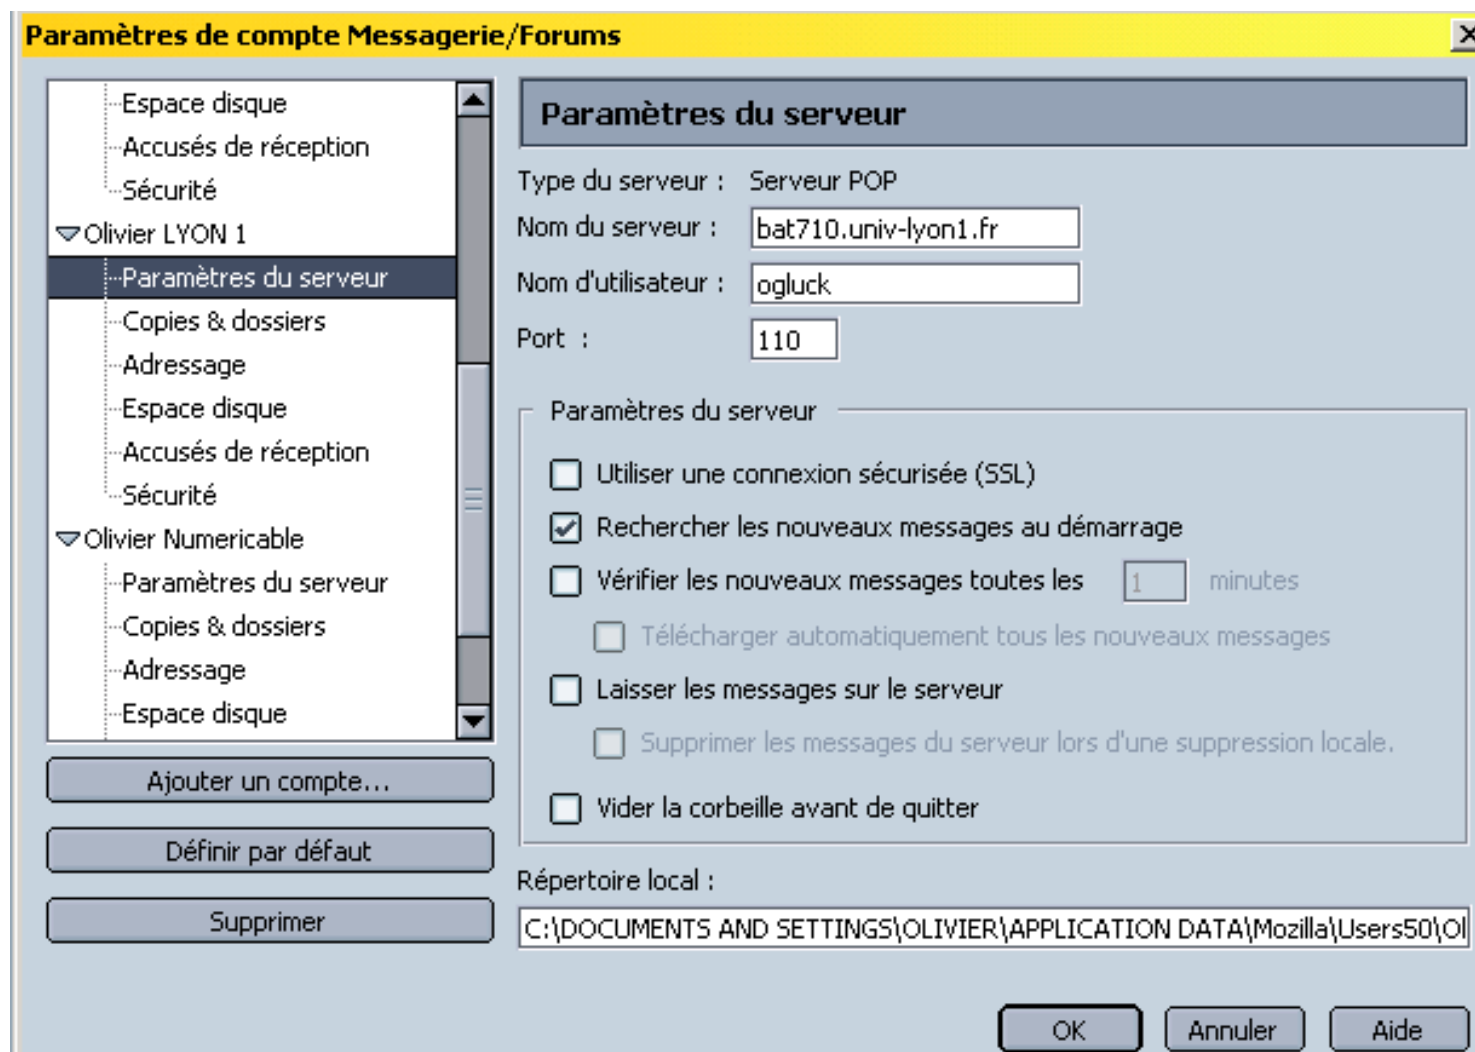 Paramètres de compte Messagerie/Forums
Espace disque
Accusés de réception
Sécurité
Olivier LYON 1
Paramètres du serveur
Copies & dossiers
Adressage
Espace disque
Accusés de réception
Sécurité
Olivier Numericable
Paramètres du serveur
Copies & dossiers
Adressage
Espace disque
Ajouter un compte...
Définir par défaut
Supprimer
Paramètres du serveur
Type du serveur : Serveur POP
Nom du serveur : bat710.univ-lyon1.fr
Nom d'utilisateur : ogluck
Port : 110
Paramètres du serveur
Utiliser une connexion sécurisée (SSL)
Rechercher les nouveaux messages au démarrage
Vérifier les nouveaux messages toutes les 1 minutes
Télécharger automatiquement tous les nouveaux messages
Laisser les messages sur le serveur
Supprimer les messages du serveur lors d'une suppression locale.
Vider la corbeille avant de quitter
Répertoire local :
C:\DOCUMENTS AND SETTINGS\OLIVIER\APPLICATION DATA\Mozilla\Users50\Ol
OK Annuler Aide